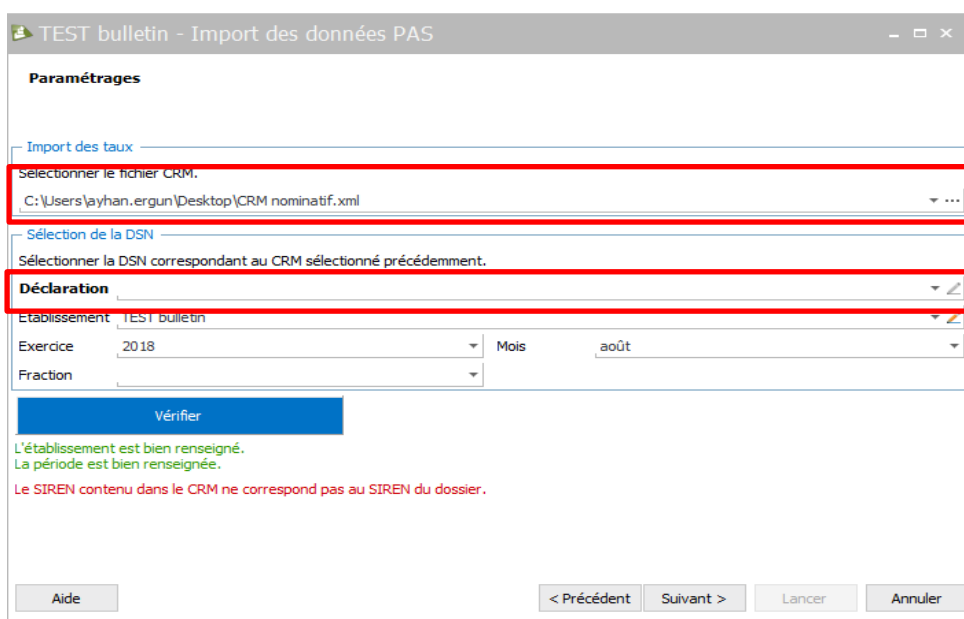 TEST bulletin - Import des données PAS
Paramétrages
Import des taux
Sélectionner le fichier CRM.
C:\Users\ayhan.ergun\Desktop\CRM nominatif.xml
Sélection de la DSN
Sélectionner la DSN correspondant au CRM sélectionné précédemment.
Déclaration
Etablissement TEST bulletin
Exercice 2018 Mois août
Fraction
Vérifier
L'établissement est bien renseigné.
La période est bien renseignée.
Le SIREN contenu dans le CRM ne correspond pas au SIREN du dossier.
Aide < Précédent Suivant > Lancer Annuler